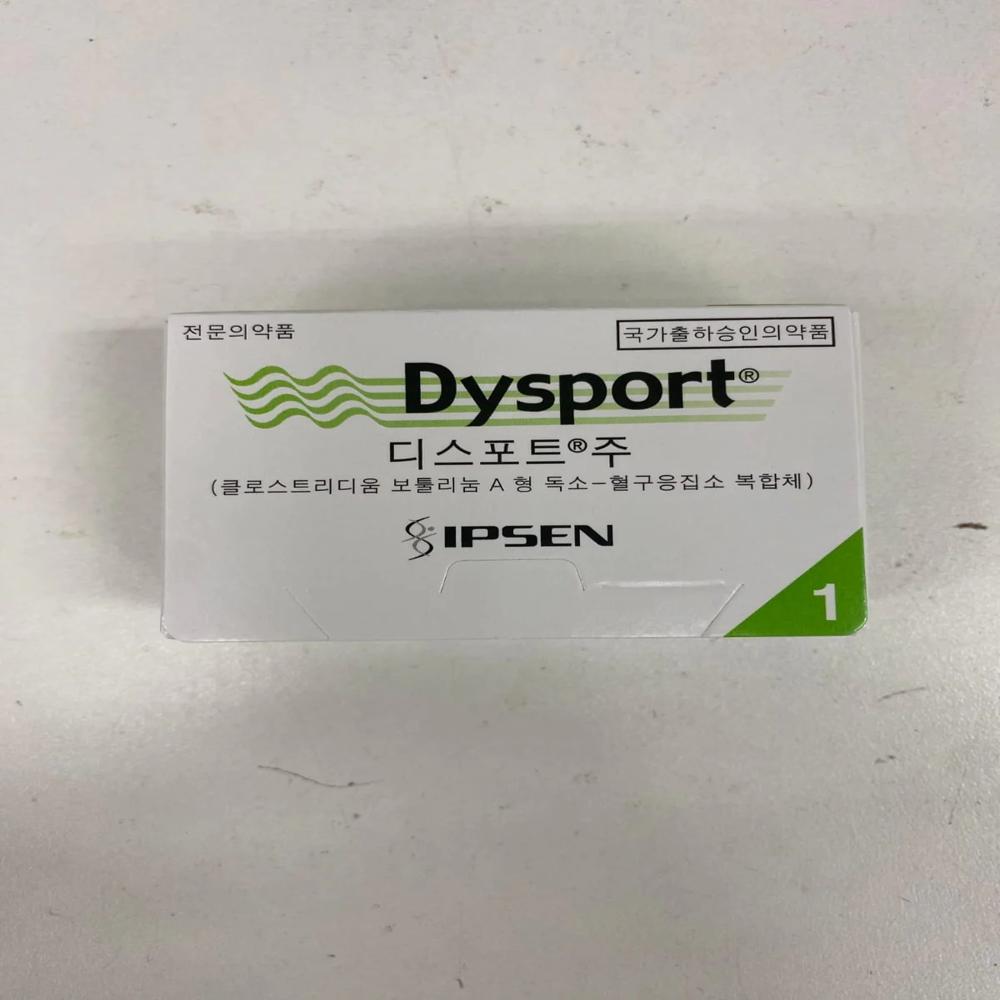 전문의약품
국가출하승인의약품
Dysport®
디스포트®주
(클로스트리디움 보툴리눔 A 형 독소-혈구응집소 복합체)
IPSEN
1